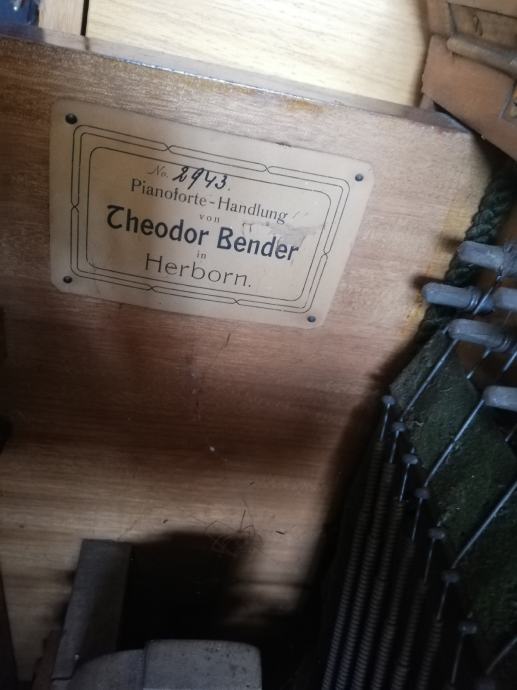 No. 2943.
Pianoforte-Handlung
von
Theodor Bender
in
Herborn.